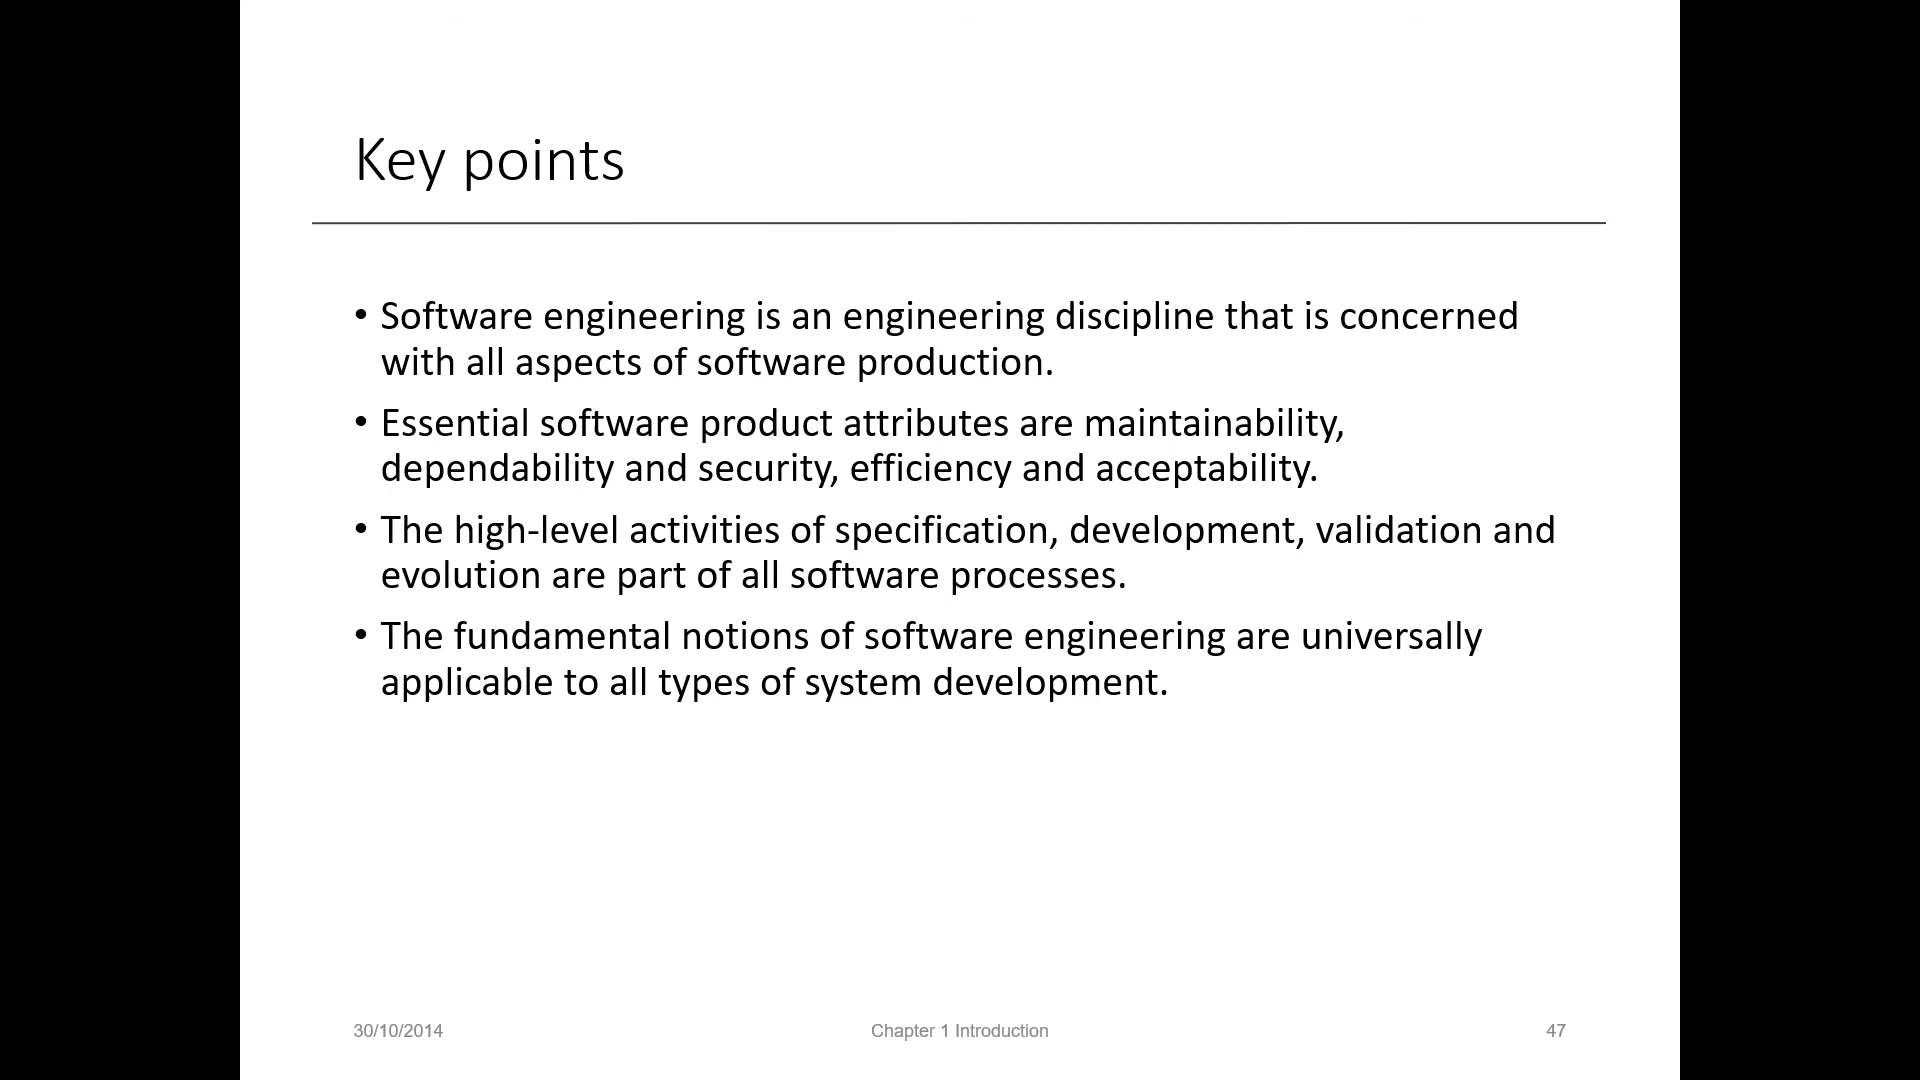 Key points
• Software engineering is an engineering discipline that is concerned
with all aspects of software production.
• Essential software product attributes are maintainability,
dependability and security, efficiency and acceptability.
• The high-level activities of specification, development, validation and
evolution are part of all software processes.
• The fundamental notions of software engineering are universally
applicable to all types of system development.
30/10/2014
Chapter 1 Introduction
47